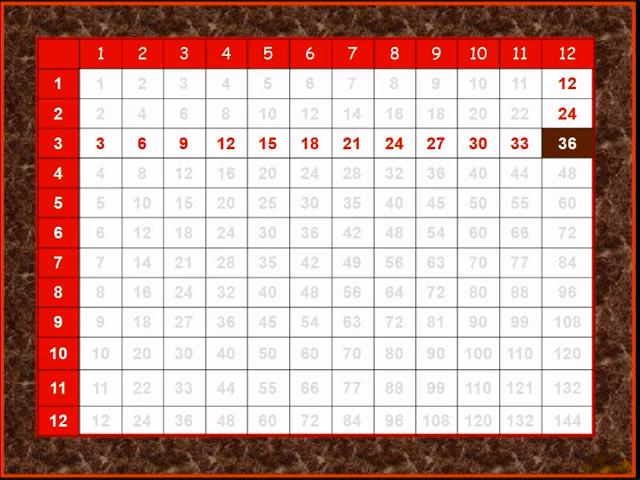 1 2 3 4 5 6 7 8 9 10 11 12
1 1 2 3 4 5 6 7 8 9 10 11 12
2 2 4 6 8 10 12 14 16 18 20 22 24
3 3 6 9 12 15 18 21 24 27 30 33 36
4 4 8 12 16 20 24 28 32 36 40 44 48
5 5 10 15 20 25 30 35 40 45 50 55 60
6 6 12 18 24 30 36 42 48 54 60 66 72
7 7 14 21 28 35 42 49 56 63 70 77 84
8 8 16 24 32 40 48 56 64 72 80 88 96
9 9 18 27 36 45 54 63 72 81 90 99 108
10 10 20 30 40 50 60 70 80 90 100 110 120
11 11 22 33 44 55 66 77 88 99 110 121 132
12 12 24 36 48 60 72 84 96 108 120 132 144